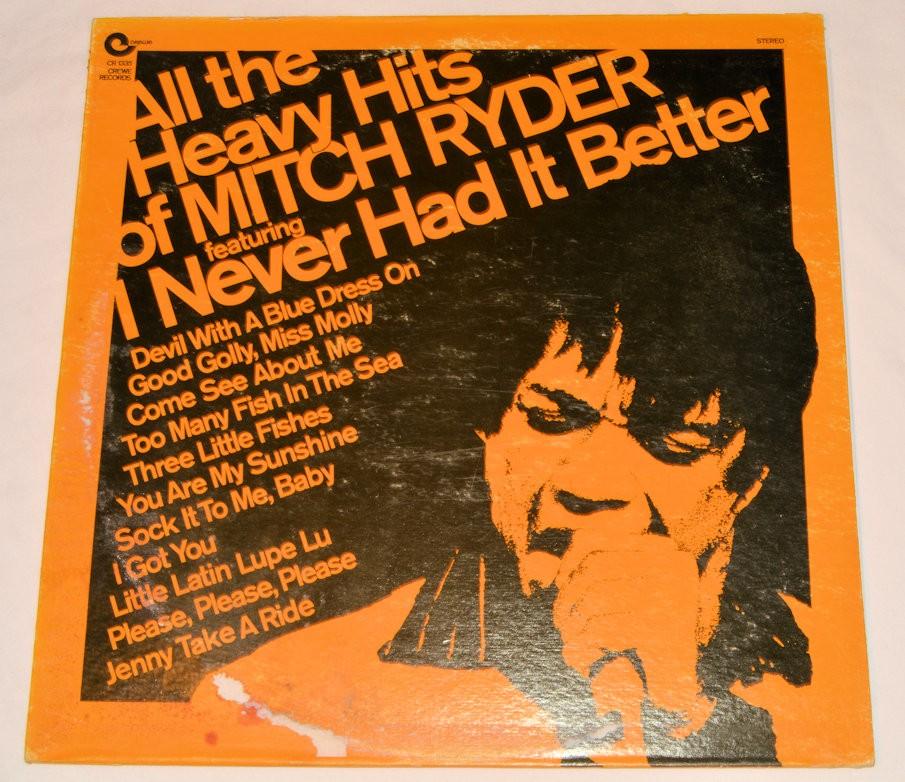 CREWE
CR 1335
CREWE
RECORDS
STEREO
All the
Heavy Hits
of MITCH RYDER
featuring
I Never Had It Better
Devil With A Blue Dress On
Good Golly, Miss Molly
Come See About Me
Too Many Fish In The Sea
Three Little Fishes
You Are My Sunshine
Sock It To Me, Baby
I Got You
Little Latin Lupe Lu
Please, Please, Please
Jenny Take A Ride